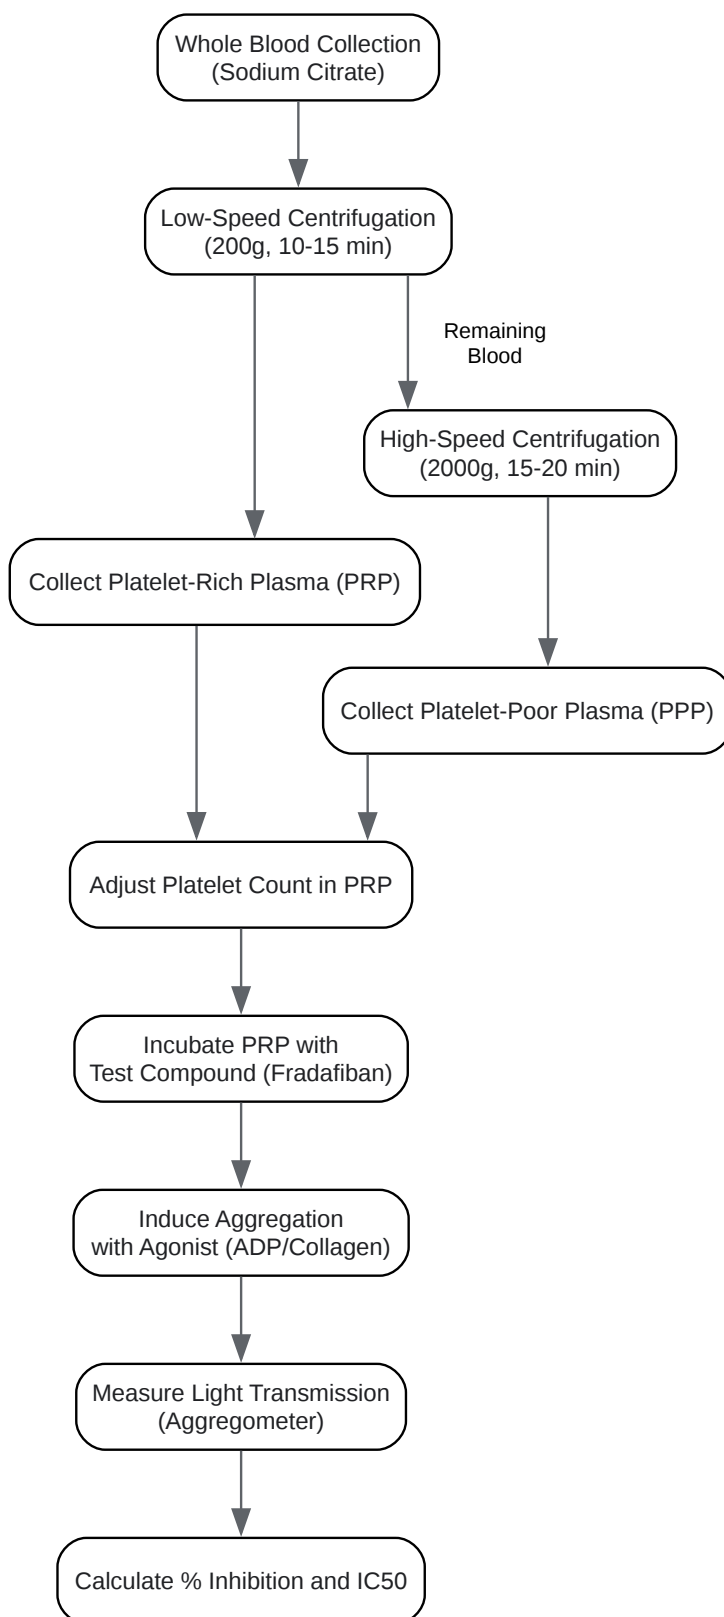 Whole Blood Collection
(Sodium Citrate)
Low-Speed Centrifugation
(200g, 10-15 min)
Remaining
Blood
High-Speed Centrifugation
(2000g, 15-20 min)
Collect Platelet-Rich Plasma (PRP)
Collect Platelet-Poor Plasma (PPP)
Adjust Platelet Count in PRP
Incubate PRP with
Test Compound (Fradafiban)
Induce Aggregation
with Agonist (ADP/Collagen)
Measure Light Transmission
(Aggregometer)
Calculate % Inhibition and IC50